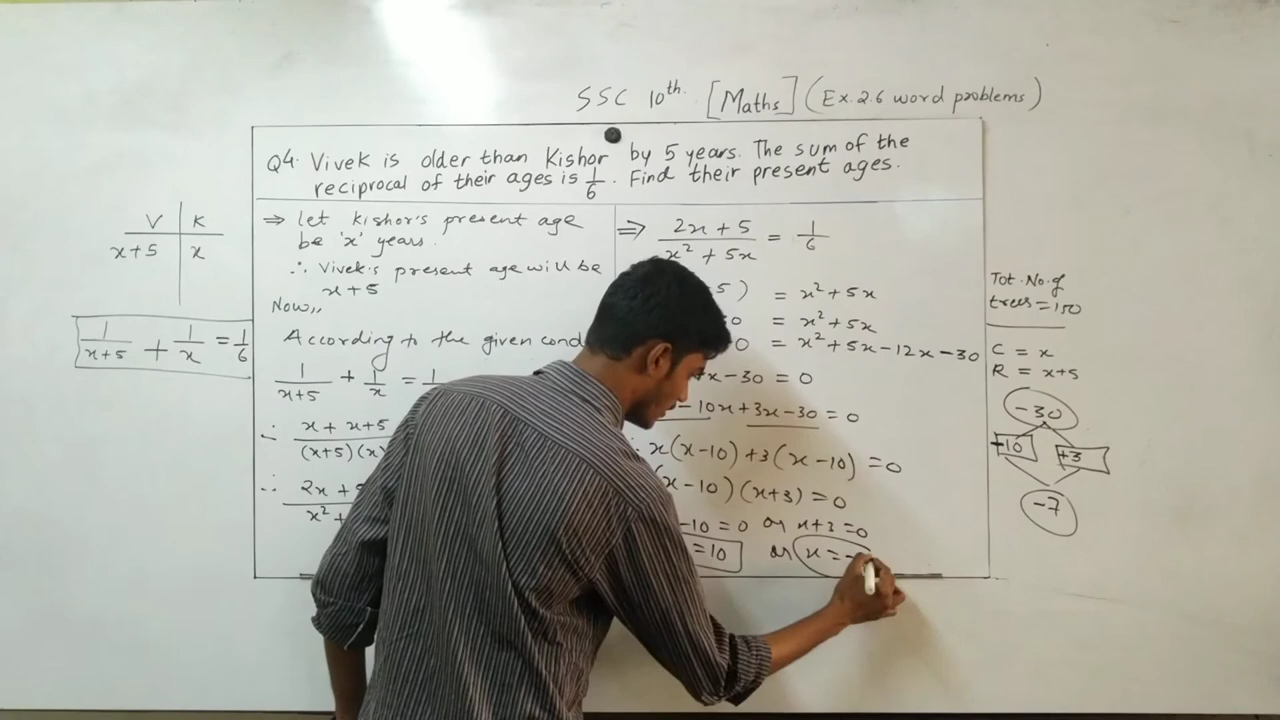 SSC 10th. [Maths] (Ex.2.6 word problems)
Q4. Vivek is older than Kishor by 5 years. The sum of the
reciprocal of their ages is 1/6. Find their present ages.
V K
x+5 x
1/(x+5) + 1/x = 1/6
⇒ let Kishor's present age
be 'x' years.
∴ Vivek's present age will be
x+5
Now,,
According to the given
1/(x+5) + 1/x = 1
∴ x + x+5
(x+5)(x
∴ 2x +
x² +
⇒ (2x + 5)/(x² + 5x) = 1/6
5) = x²+5x
0 = x²+5x
0 = x²+5x-12x-30
x-30 = 0
-10x+3x-30 = 0
x(x-10)+3(x-10) = 0
x-10)(x+3) = 0
-10 = 0 or x+3 = 0
=10 or x = -
Tot. No. of
trees = 150
C = x
R = x+5
-30
-10 +3
-7